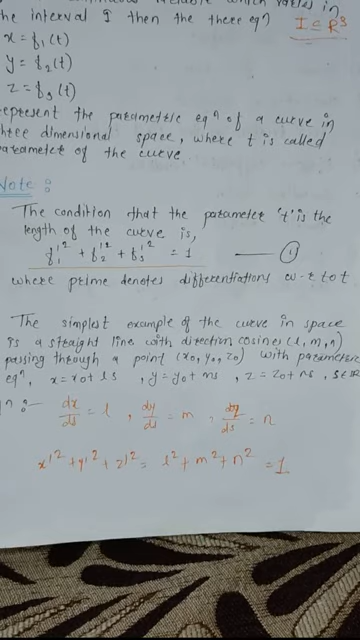 the interval I then the there eqⁿ I ⊆ R³
x = f₁(t)
y = f₂(t)
z = f₃(t)
represent the parametric eqⁿ of a curve in
three dimensional space, where t is called
parameter of the curve
Note :
The condition that the parameter 't' is the
length of the curve is,
f₁'² + f₂'² + f₃'² = 1 — ①
where prime denotes differentiations w-r to t
The simplest example of the curve in space
is a straight line with direction cosines (l, m, n)
passing through a point (x₀, y₀, z₀) with parametric
eqⁿ, x = x₀ + ls , y = y₀ + ms , z = z₀ + ns , s ∈ R
dx/ds = l , dy/ds = m , dz/ds = n
x'² + y'² + z'² = l² + m² + n² = 1